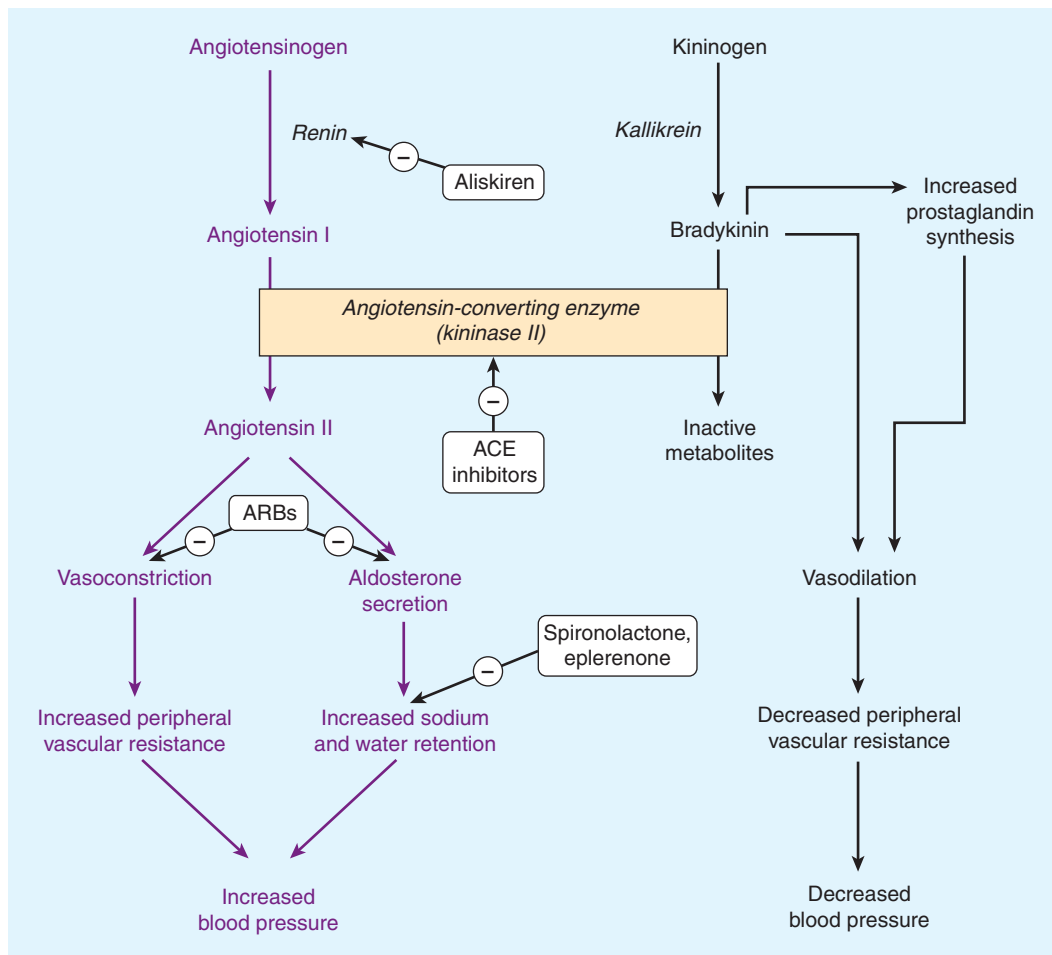 Angiotensinogen
Kininogen
Renin
–
Aliskiren
Kallikrein
Increased
prostaglandin
synthesis
Angiotensin I
Bradykinin
Angiotensin-converting enzyme
(kininase II)
–
ACE
inhibitors
Angiotensin II
Inactive
metabolites
ARBs
–
–
Vasoconstriction
Aldosterone
secretion
Vasodilation
Spironolactone,
eplerenone
–
Increased peripheral
vascular resistance
Increased sodium
and water retention
Decreased peripheral
vascular resistance
Increased
blood pressure
Decreased
blood pressure